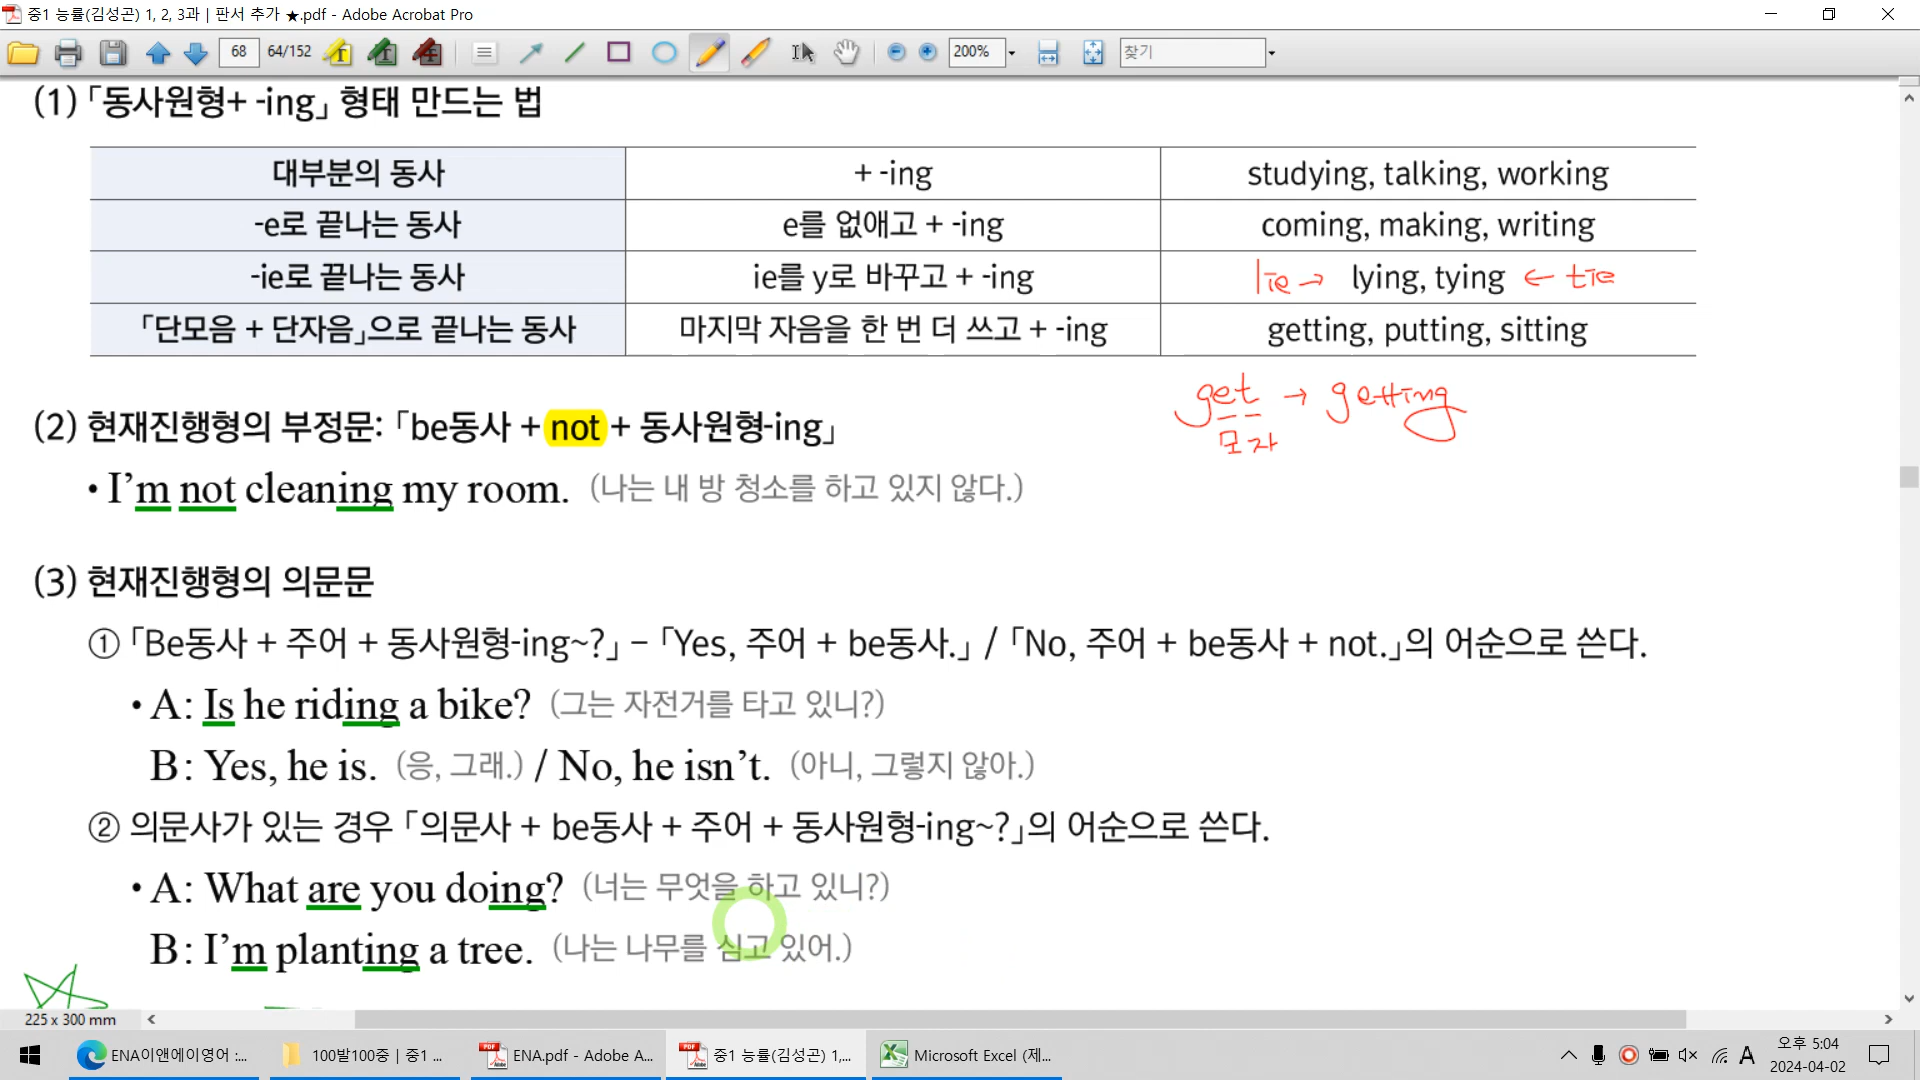 중1 능률(김성곤) 1, 2, 3과 | 판서 추가 ★.pdf - Adobe Acrobat Pro
68 64/152 200% 찾기
(1) 「동사원형+ -ing」 형태 만드는 법
대부분의 동사 + -ing studying, talking, working
-e로 끝나는 동사 e를 없애고 + -ing coming, making, writing
-ie로 끝나는 동사 ie를 y로 바꾸고 + -ing lie → lying, tying ← tie
「단모음 + 단자음」으로 끝나는 동사 마지막 자음을 한 번 더 쓰고 + -ing getting, putting, sitting
get → getting
모자
(2) 현재진행형의 부정문: 「be동사 + not + 동사원형-ing」
• I’m not cleaning my room. (나는 내 방 청소를 하고 있지 않다.)
(3) 현재진행형의 의문문
① 「Be동사 + 주어 + 동사원형-ing~?」 – 「Yes, 주어 + be동사.」 / 「No, 주어 + be동사 + not.」의 어순으로 쓴다.
• A: Is he riding a bike? (그는 자전거를 타고 있니?)
B: Yes, he is. (응, 그래.) / No, he isn’t. (아니, 그렇지 않아.)
② 의문사가 있는 경우 「의문사 + be동사 + 주어 + 동사원형-ing~?」의 어순으로 쓴다.
• A: What are you doing? (너는 무엇을 하고 있니?)
B: I’m planting a tree. (나는 나무를 심고 있어.)
225 x 300 mm
ENA이앤에이영어 :... 100발100중 | 중1 ... ENA.pdf - Adobe A... 중1 능률(김성곤) 1,... Microsoft Excel (제... A 오후 5:04
2024-04-02